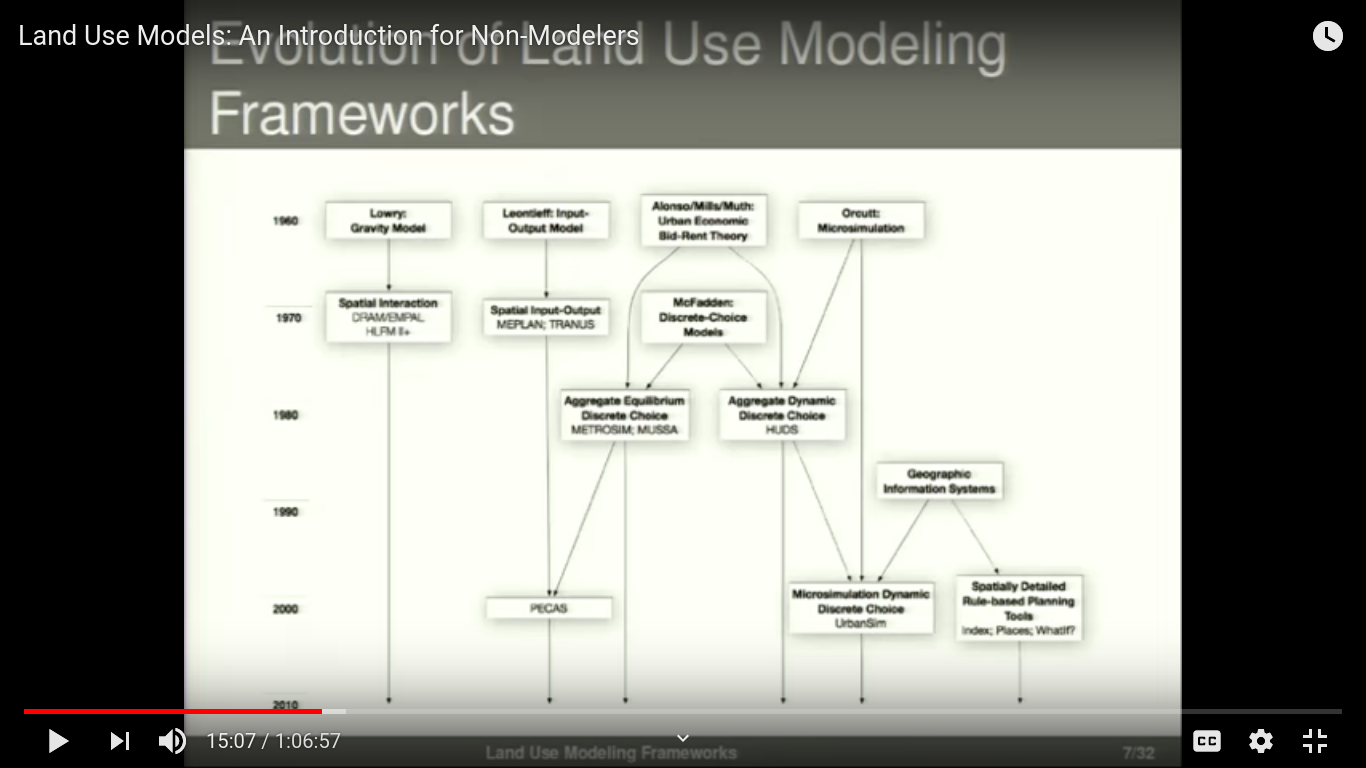 Land Use Models: An Introduction for Non-Modelers
Evolution of Land Use Modeling
Frameworks
1960
Lowry:
Gravity Model
Leontieff: Input-
Output Model
Alonso/Mills/Muth:
Urban Economic
Bid-Rent Theory
Orcutt:
Microsimulation
1970
Spatial Interaction
DRAM/EMPAL
HLFM II+
Spatial Input-Output
MEPLAN; TRANUS
McFadden:
Discrete-Choice
Models
1980
Aggregate Equilibrium
Discrete Choice
METROSIM; MUSSA
Aggregate Dynamic
Discrete Choice
HUDS
Geographic
Information Systems
1990
2000
PECAS
Microsimulation Dynamic
Discrete Choice
UrbanSim
Spatially Detailed
Rule-based Planning
Tools
Index; Places; WhatIf?
2010
15:07 / 1:06:57
CC
Land Use Modeling Frameworks
7/32